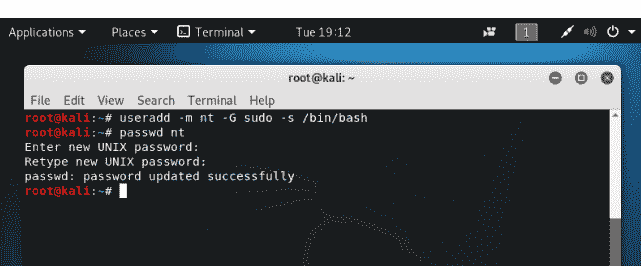 Applications Places Terminal Tue 19:12 1
root@kali: ~
File Edit View Search Terminal Help
root@kali:~# useradd -m nt -G sudo -s /bin/bash
root@kali:~# passwd nt
Enter new UNIX password:
Retype new UNIX password:
passwd: password updated successfully
root@kali:~#